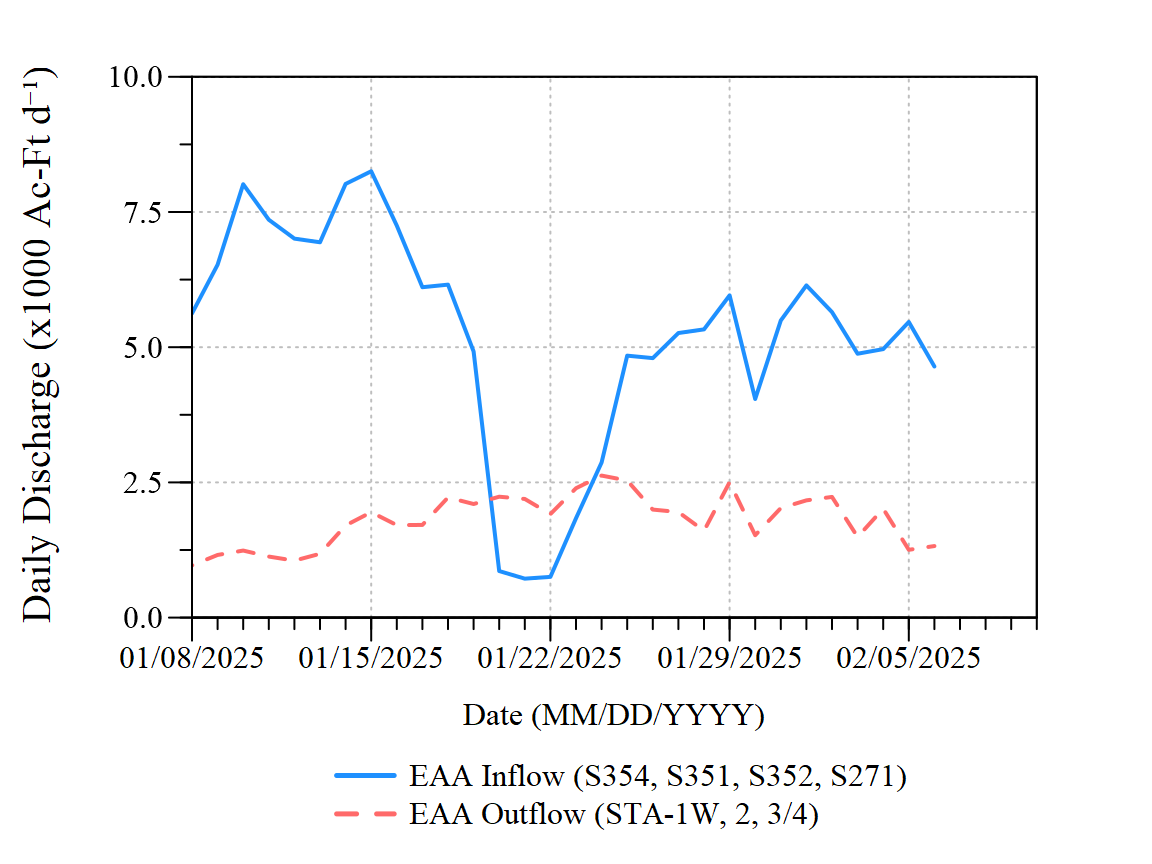 Daily Discharge (x1000 Ac-Ft d⁻¹)
10.0
7.5
5.0
2.5
0.0
01/08/2025 01/15/2025 01/22/2025 01/29/2025 02/05/2025
Date (MM/DD/YYYY)
EAA Inflow (S354, S351, S352, S271)
EAA Outflow (STA-1W, 2, 3/4)